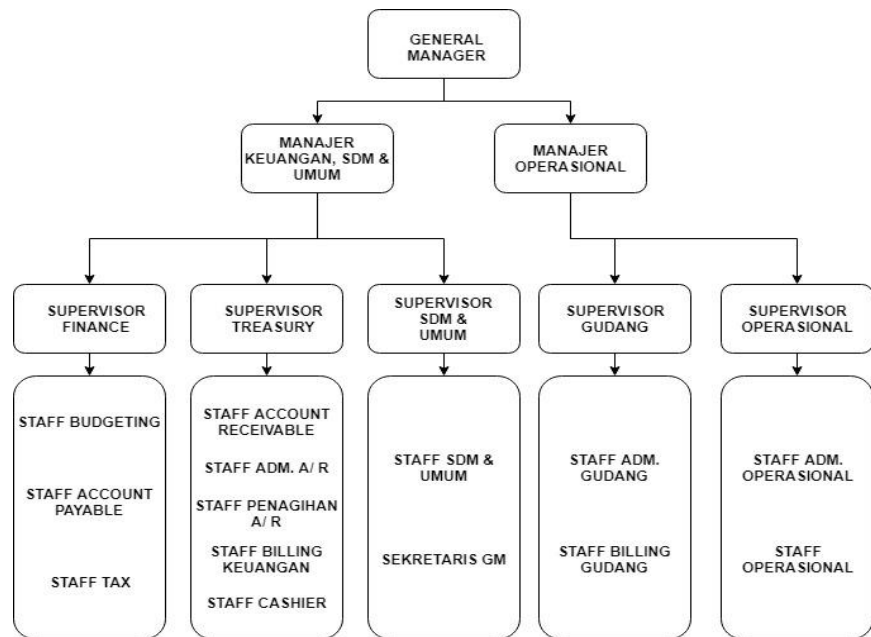 GENERAL
MANAGER
MANAJER
KEUANGAN, SDM &
UMUM
MANAJER
OPERASIONAL
SUPERVISOR
FINANCE
SUPERVISOR
TREASURY
SUPERVISOR
SDM &
UMUM
SUPERVISOR
GUDANG
SUPERVISOR
OPERASIONAL
STAFF BUDGETING
STAFF ACCOUNT
PAYABLE
STAFF TAX
STAFF ACCOUNT
RECEIVABLE
STAFF ADM. A/ R
STAFF PENAGIHAN
A/ R
STAFF BILLING
KEUANGAN
STAFF CASHIER
STAFF SDM &
UMUM
SEKRETARIS GM
STAFF ADM.
GUDANG
STAFF BILLING
GUDANG
STAFF ADM.
OPERASIONAL
STAFF
OPERASIONAL